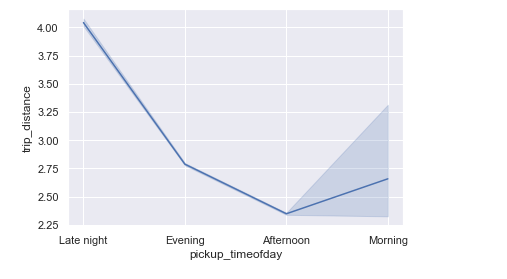 4.00
3.75
3.50
3.25
3.00
2.75
2.50
2.25
trip_distance
Late night Evening Afternoon Morning
pickup_timeofday